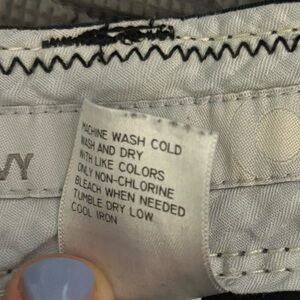 MACHINE WASH COLD
WASH AND DRY
WITH LIKE COLORS
ONLY NON-CHLORINE
BLEACH WHEN NEEDED
TUMBLE DRY LOW
COOL IRON
VY